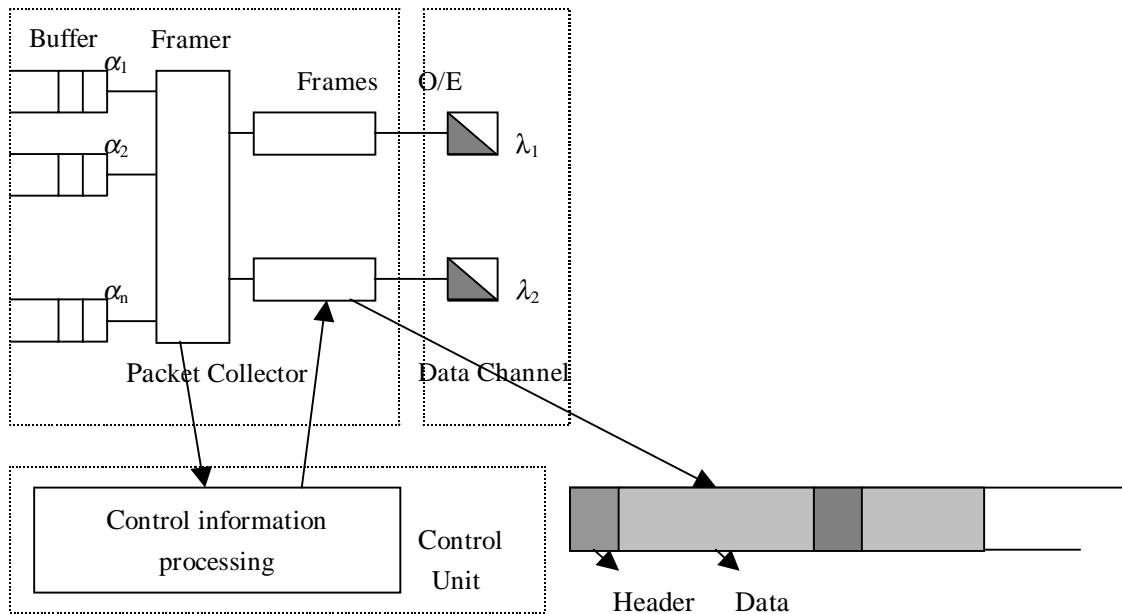 Buffer
Framer
α1
Frames
O/E
λ1
α2
αn
λ2
Packet Collector
Data Channel
Control information
processing
Control
Unit
Header
Data